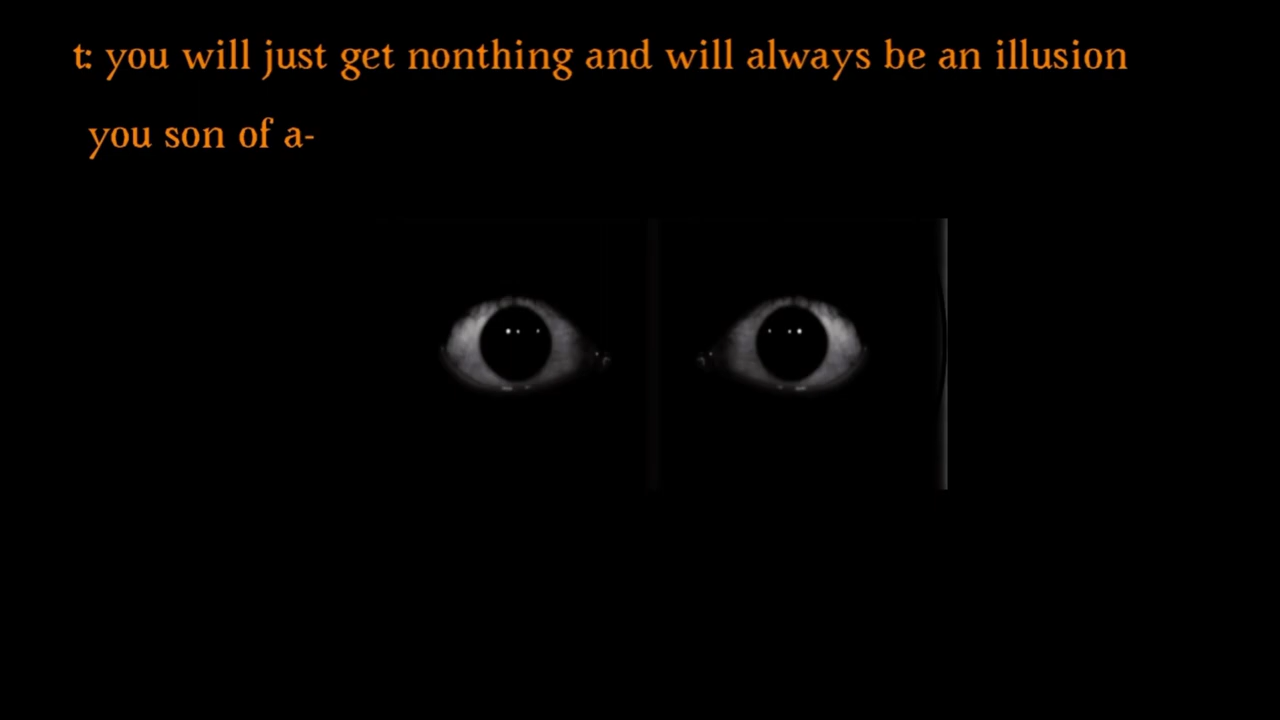 t: you will just get nonthing and will always be an illusion
you son of a-